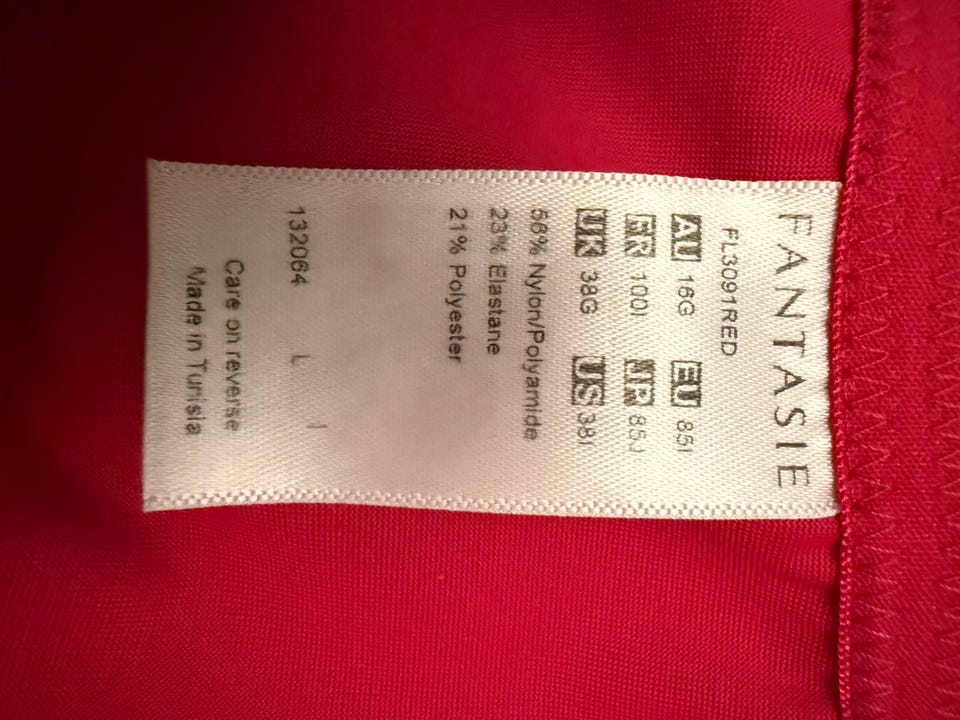 FANTASIE
FL3091RED
AU 16G EU 85I
FR 100I JP 85J
UK 38G US 38I
56% Nylon/Polyamide
23% Elastane
21% Polyester
132064 L
Care on reverse
Made in Tunisia